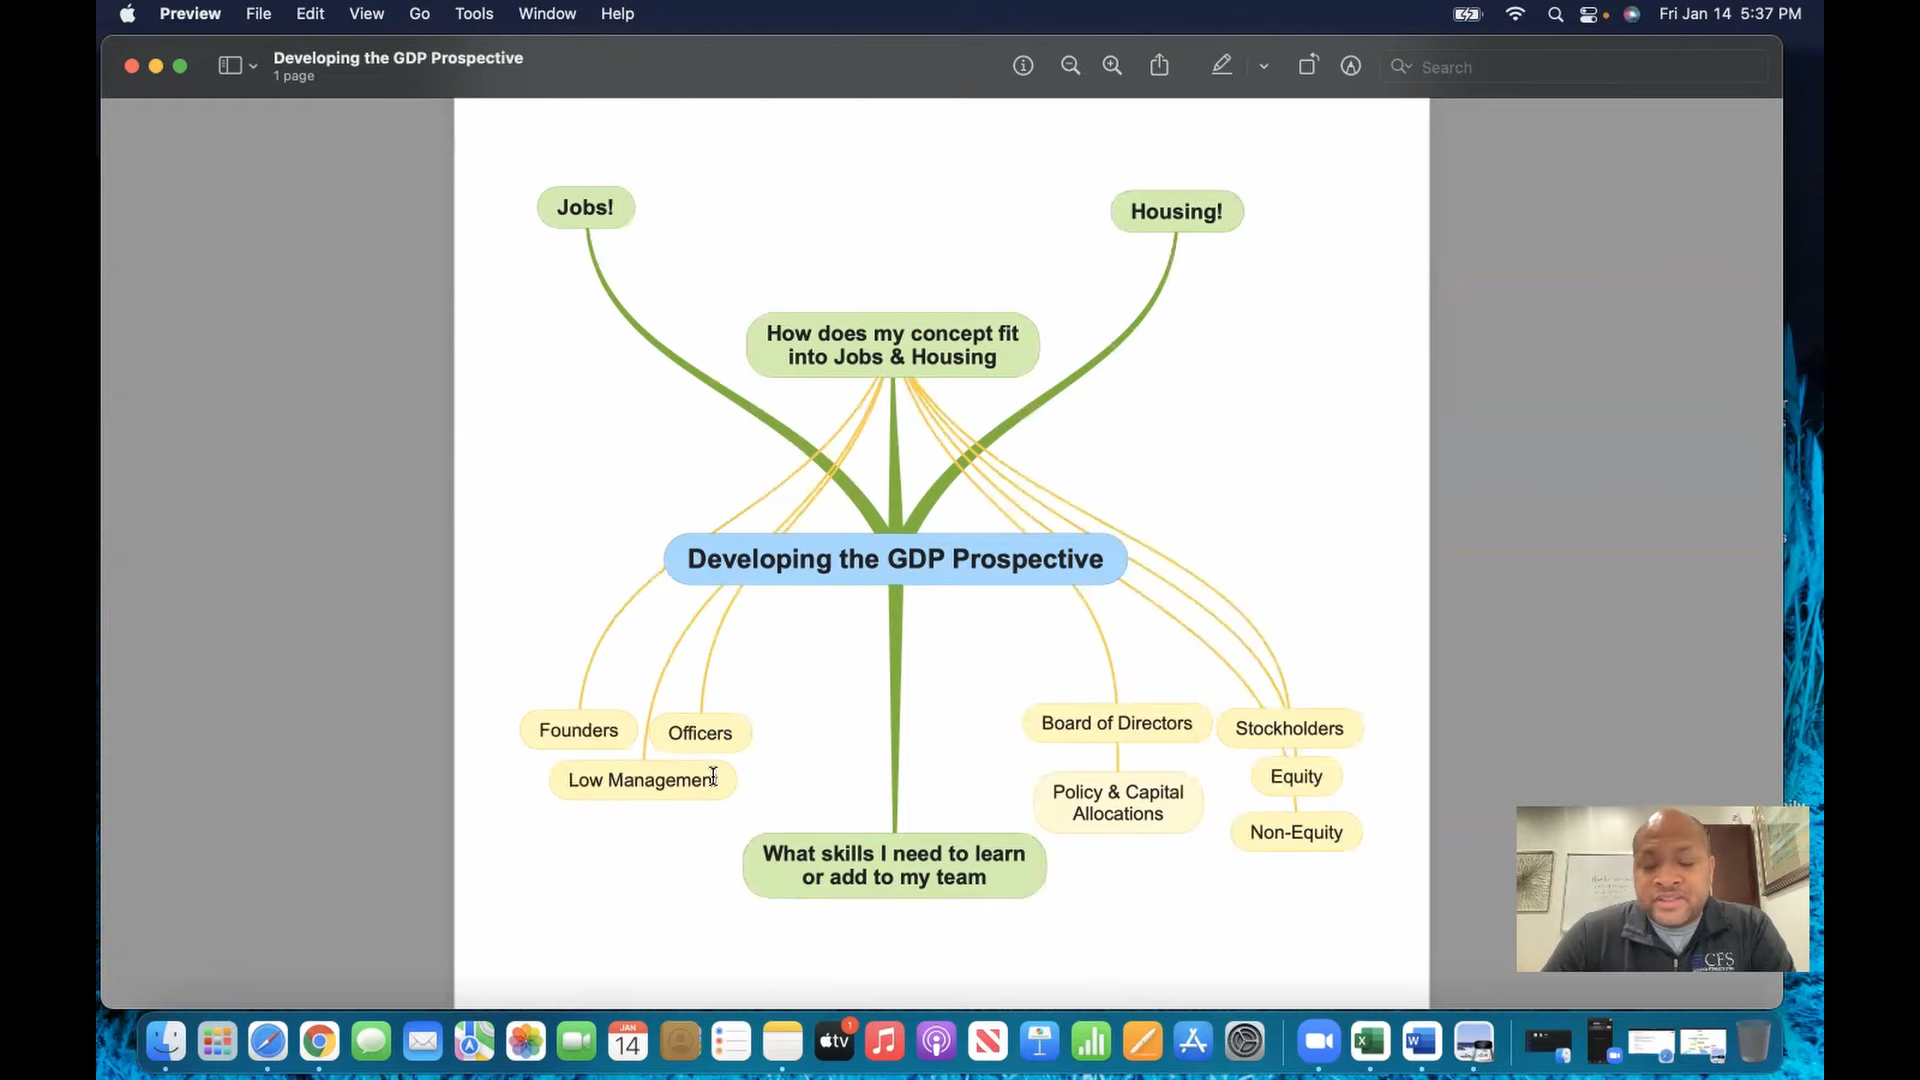 Preview File Edit View Go Tools Window Help
Fri Jan 14 5:37 PM
Developing the GDP Prospective
1 page
Search
Jobs!
Housing!
How does my concept fit
into Jobs & Housing
Developing the GDP Prospective
Founders
Officers
Low Management
Board of Directors
Stockholders
Policy & Capital
Allocations
Equity
Non-Equity
What skills I need to learn
or add to my team
CFS
JAN
14
tv
1